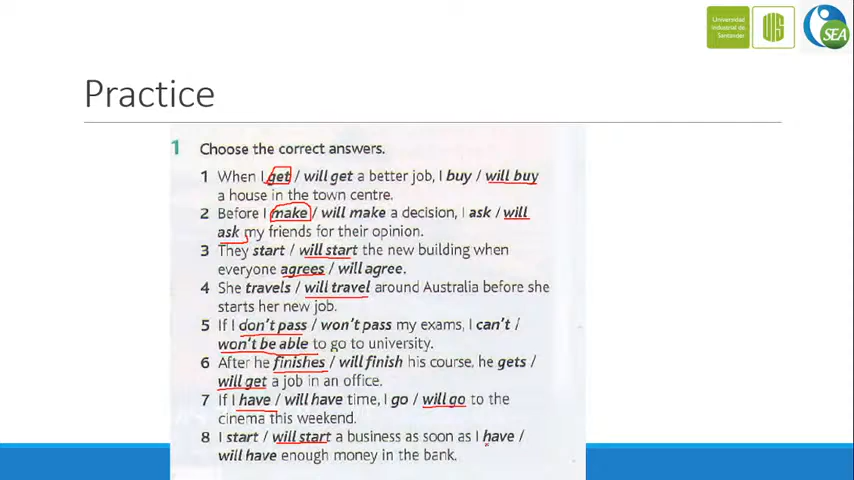 Universidad
Industrial de
Santander
UIS
SEA
Practice
1 Choose the correct answers.
1 When I get / will get a better job, I buy / will buy
a house in the town centre.
2 Before I make / will make a decision, I ask / will
ask my friends for their opinion.
3 They start / will start the new building when
everyone agrees / will agree.
4 She travels / will travel around Australia before she
starts her new job.
5 If I don't pass / won't pass my exams, I can't /
won't be able to go to university.
6 After he finishes / will finish his course, he gets /
will get a job in an office.
7 If I have / will have time, I go / will go to the
cinema this weekend.
8 I start / will start a business as soon as I have /
will have enough money in the bank.